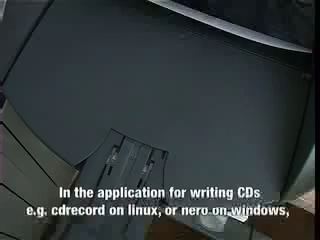 In the application for writing CDs
e.g. cdrecord on linux, or nero on windows,